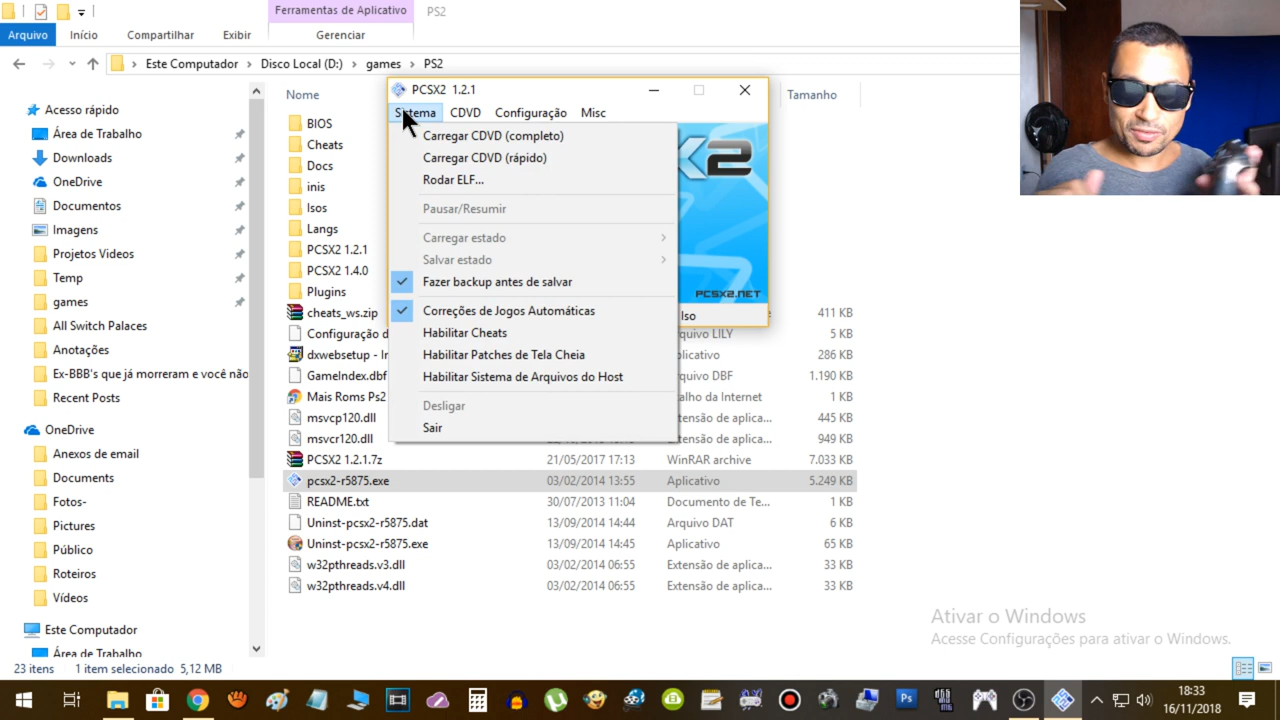 Ferramentas de Aplicativo
PS2
Arquivo
Início
Compartilhar
Exibir
Gerenciar
Este Computador
Disco Local (D:)
games
PS2
Acesso rápido
Área de Trabalho
Downloads
OneDrive
Documentos
Imagens
Projetos Videos
Temp
games
All Switch Palaces
Anotações
Ex-BBB's que já morreram e você não
Recent Posts
OneDrive
Anexos de email
Documents
Fotos-
Pictures
Público
Roteiros
Vídeos
Este Computador
Área de Trabalho
Nome
Tamanho
BIOS
Cheats
Docs
inis
Isos
Langs
PCSX2 1.2.1
PCSX2 1.4.0
Plugins
cheats_ws.zip
411 KB
Configuração d
quivo LILY
5 KB
dxwebsetup - In
licativo
286 KB
GameIndex.dbf
quivo DBF
1.190 KB
Mais Roms Ps2
alho da Internet
1 KB
msvcp120.dll
tensão de aplica...
445 KB
msvcr120.dll
tensão de aplica...
949 KB
PCSX2 1.2.1.7z
21/05/2017 17:13
WinRAR archive
7.033 KB
pcsx2-r5875.exe
03/02/2014 13:55
Aplicativo
5.249 KB
README.txt
30/07/2013 11:04
Documento de Te...
1 KB
Uninst-pcsx2-r5875.dat
13/09/2014 14:44
Arquivo DAT
6 KB
Uninst-pcsx2-r5875.exe
13/09/2014 14:45
Aplicativo
65 KB
w32pthreads.v3.dll
03/02/2014 06:55
Extensão de aplica...
33 KB
w32pthreads.v4.dll
03/02/2014 06:55
Extensão de aplica...
33 KB
PCSX2 1.2.1
Sistema
CDVD
Configuração
Misc
Carregar CDVD (completo)
Carregar CDVD (rápido)
Rodar ELF...
Pausar/Resumir
Carregar estado
Salvar estado
Fazer backup antes de salvar
Correções de Jogos Automáticas
Habilitar Cheats
Habilitar Patches de Tela Cheia
Habilitar Sistema de Arquivos do Host
Desligar
Sair
X2
PCSX2.NET
Iso
Ativar o Windows
Acesse Configurações para ativar o Windows.
23 itens
1 item selecionado 5,12 MB
18:33
16/11/2018